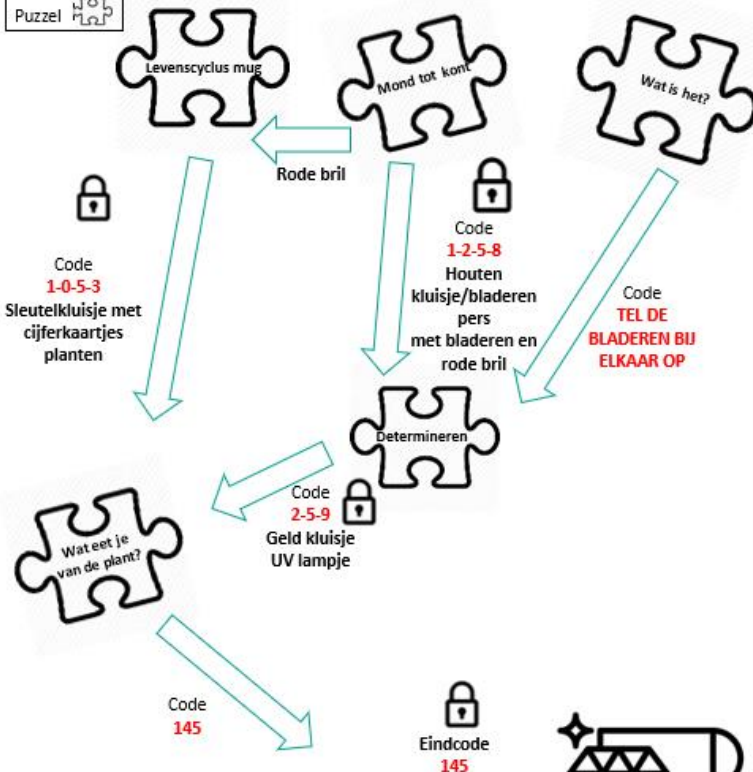 Puzzel
Levenscyclus mug
Mond tot kont
Wat is het?
Rode bril
Code
1-0-5-3
Sleutelkluisje met
cijferkaartjes
planten
Code
1-2-5-8
Houten
kluisje/bladeren
pers
met bladeren en
rode bril
Code
TEL DE
BLADEREN BIJ
ELKAAR OP
Determineren
Code
2-5-9
Geld kluisje
UV lampje
Wat eet je
van de plant?
Code
145
Eindcode
145